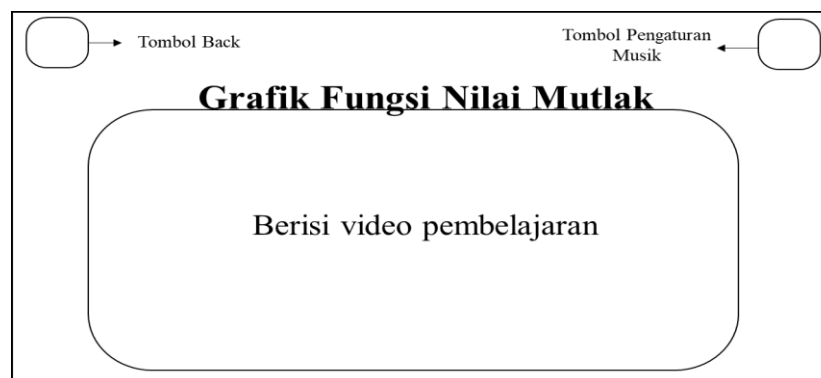 Tombol Back
Tombol Pengaturan
Musik
Grafik Fungsi Nilai Mutlak
Berisi video pembelajaran